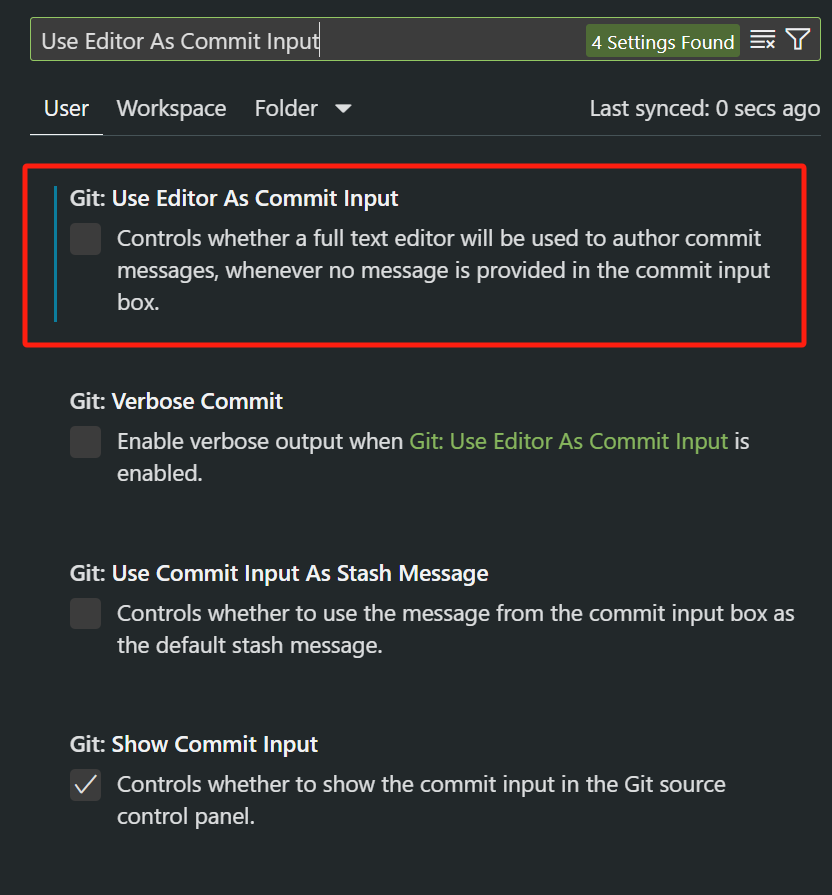 Use Editor As Commit Input
4 Settings Found
User Workspace Folder Last synced: 0 secs ago
Git: Use Editor As Commit Input
Controls whether a full text editor will be used to author commit
messages, whenever no message is provided in the commit input
box.
Git: Verbose Commit
Enable verbose output when Git: Use Editor As Commit Input is
enabled.
Git: Use Commit Input As Stash Message
Controls whether to use the message from the commit input box as
the default stash message.
Git: Show Commit Input
Controls whether to show the commit input in the Git source
control panel.